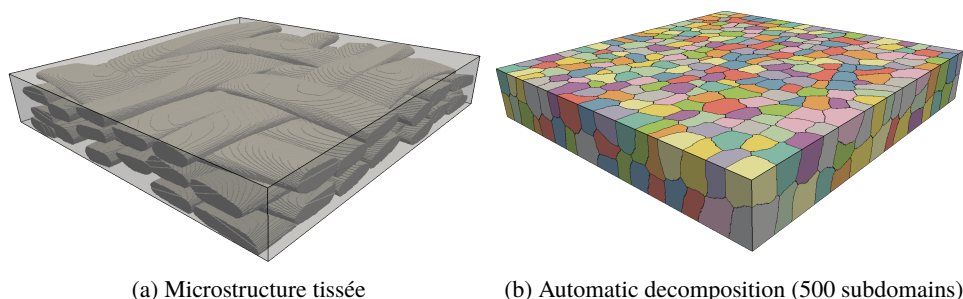 (a) Microstructure tissée
(b) Automatic decomposition (500 subdomains)